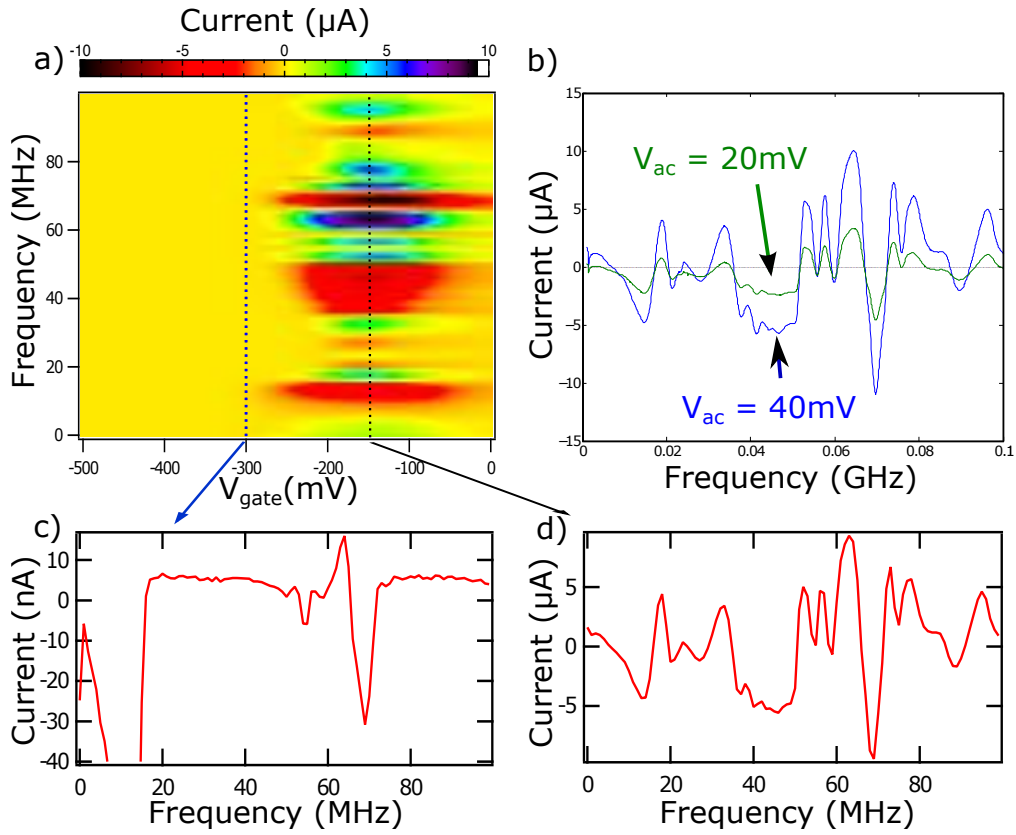 Current (µA)
-10 -5 0 5 10
a)
80
60
40
20
0
Frequency (MHz)
-500 -400 -300 -200 -100 0
V_gate(mV)
b)
15
10
5
0
−5
−10
−15
Current (µA)
V_ac = 20mV
V_ac = 40mV
0 0.02 0.04 0.06 0.08 0.1
Frequency (GHz)
c)
10
0
-10
-20
-30
-40
Current (nA)
0 20 40 60 80
Frequency (MHz)
d)
5
0
-5
Current (µA)
0 20 40 60 80
Frequency (MHz)